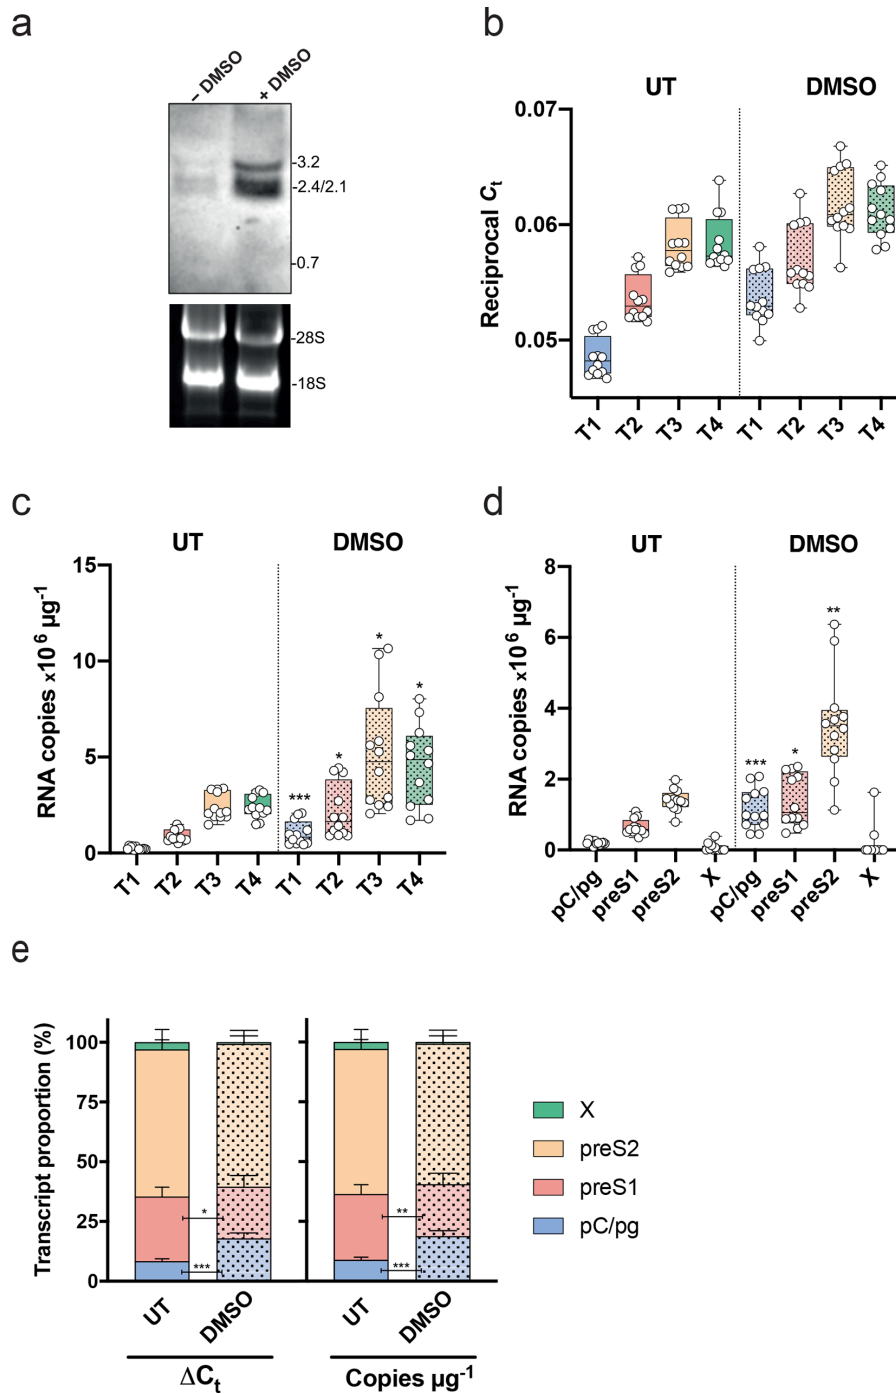 a
– DMSO
+ DMSO
-3.2
-2.4/2.1
-0.7
-28S
-18S
b
UT DMSO
Reciprocal Ct
0.07
0.06
0.05
T1 T2 T3 T4 T1 T2 T3 T4
c
UT DMSO
RNA copies x10⁶ µg⁻¹
15
10
5
0
*** * * *
T1 T2 T3 T4 T1 T2 T3 T4
d
UT DMSO
RNA copies x10⁶ µg⁻¹
8
6
4
2
0
*** * **
pC/pg preS1 preS2 X pC/pg preS1 preS2 X
e
Transcript proportion (%)
100
75
50
25
0
* **
*** ***
UT DMSO UT DMSO
ΔCt Copies µg⁻¹
X
preS2
preS1
pC/pg